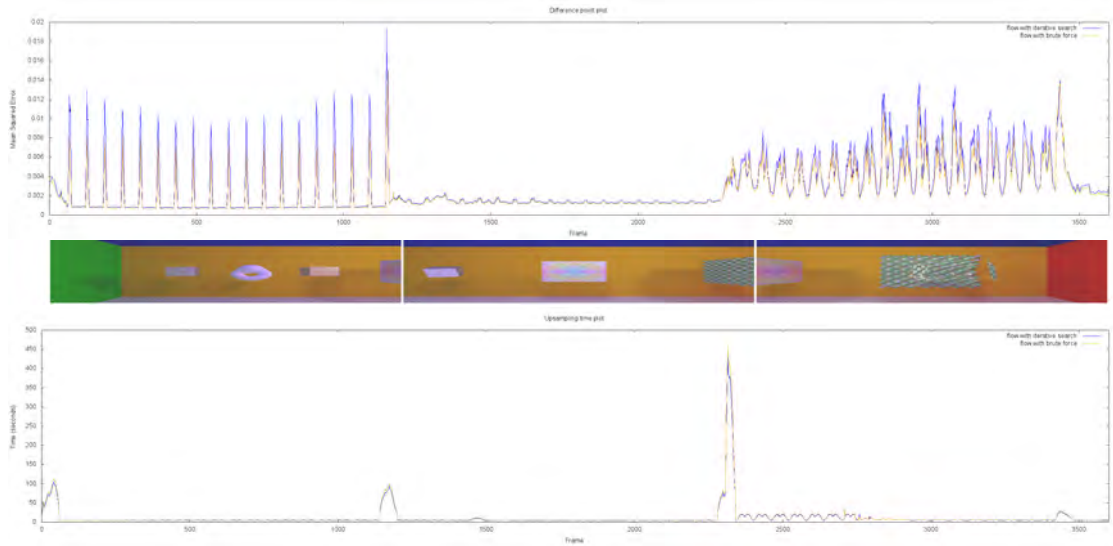 Difference pivot plot
flow with iterative search
flow with brute force
0.02
0.018
0.016
0.014
0.012
0.01
0.008
0.006
0.004
0.002
0
Mean Squared Error
0 500 1000 1500 2000 2500 3000 3500
Frame
Upsampling time plot
flow with iterative search
flow with brute force
500
450
400
350
300
250
200
150
100
50
0
Time (seconds)
0 500 1000 1500 2000 2500 3000 3500
Frame